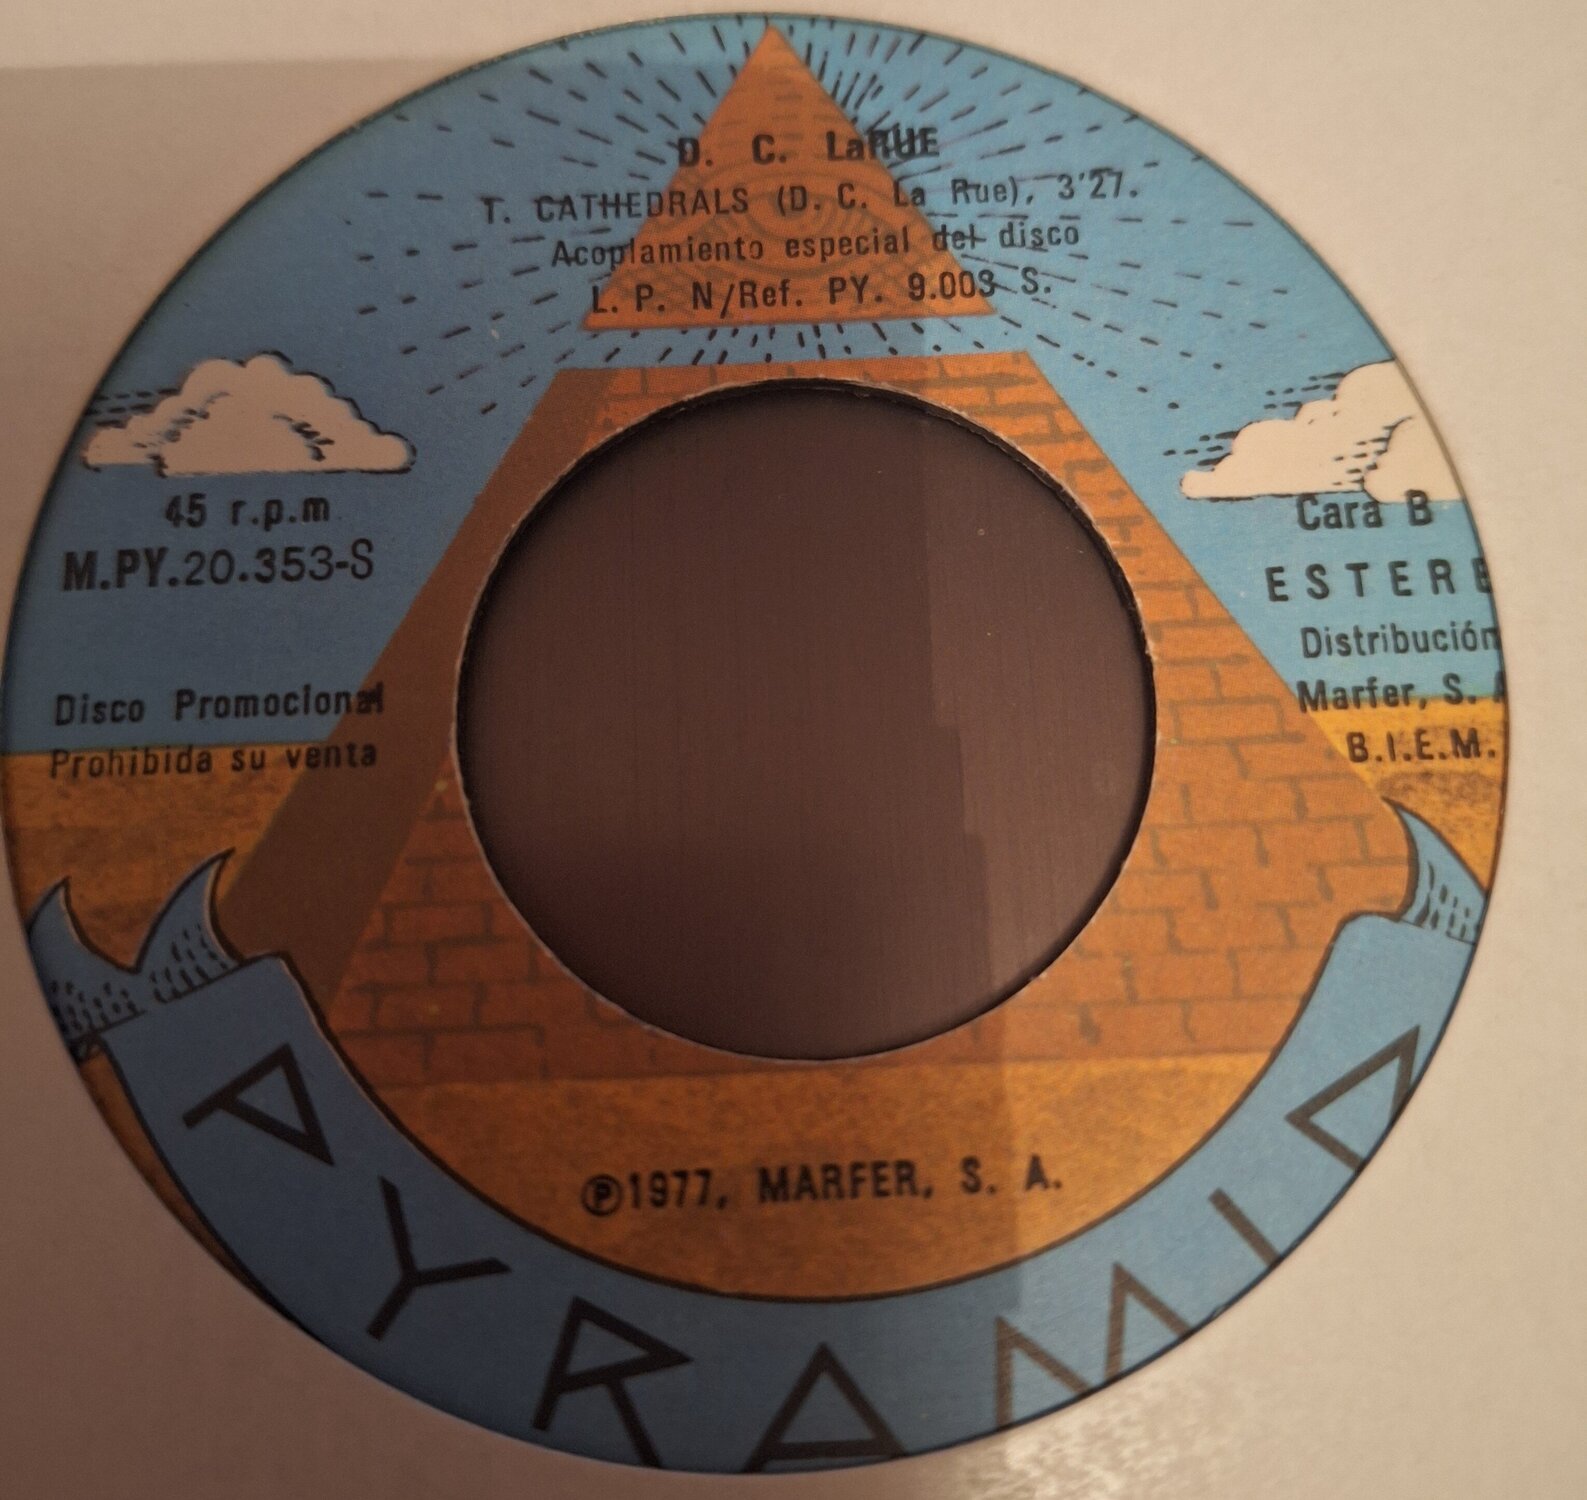 D. C. LaRUE
T. CATHEDRALS (D. C. La Rue), 3'27.
Acoplamiento especial del disco
L. P. N/Ref. PY. 9.003 S.
45 r.p.m
M.PY.20.353-S
Disco Promocional
Prohibida su venta
Cara B
ESTERE
Distribución
Marfer, S. A
B.I.E.M.
℗1977, MARFER, S. A.
PYRAMID